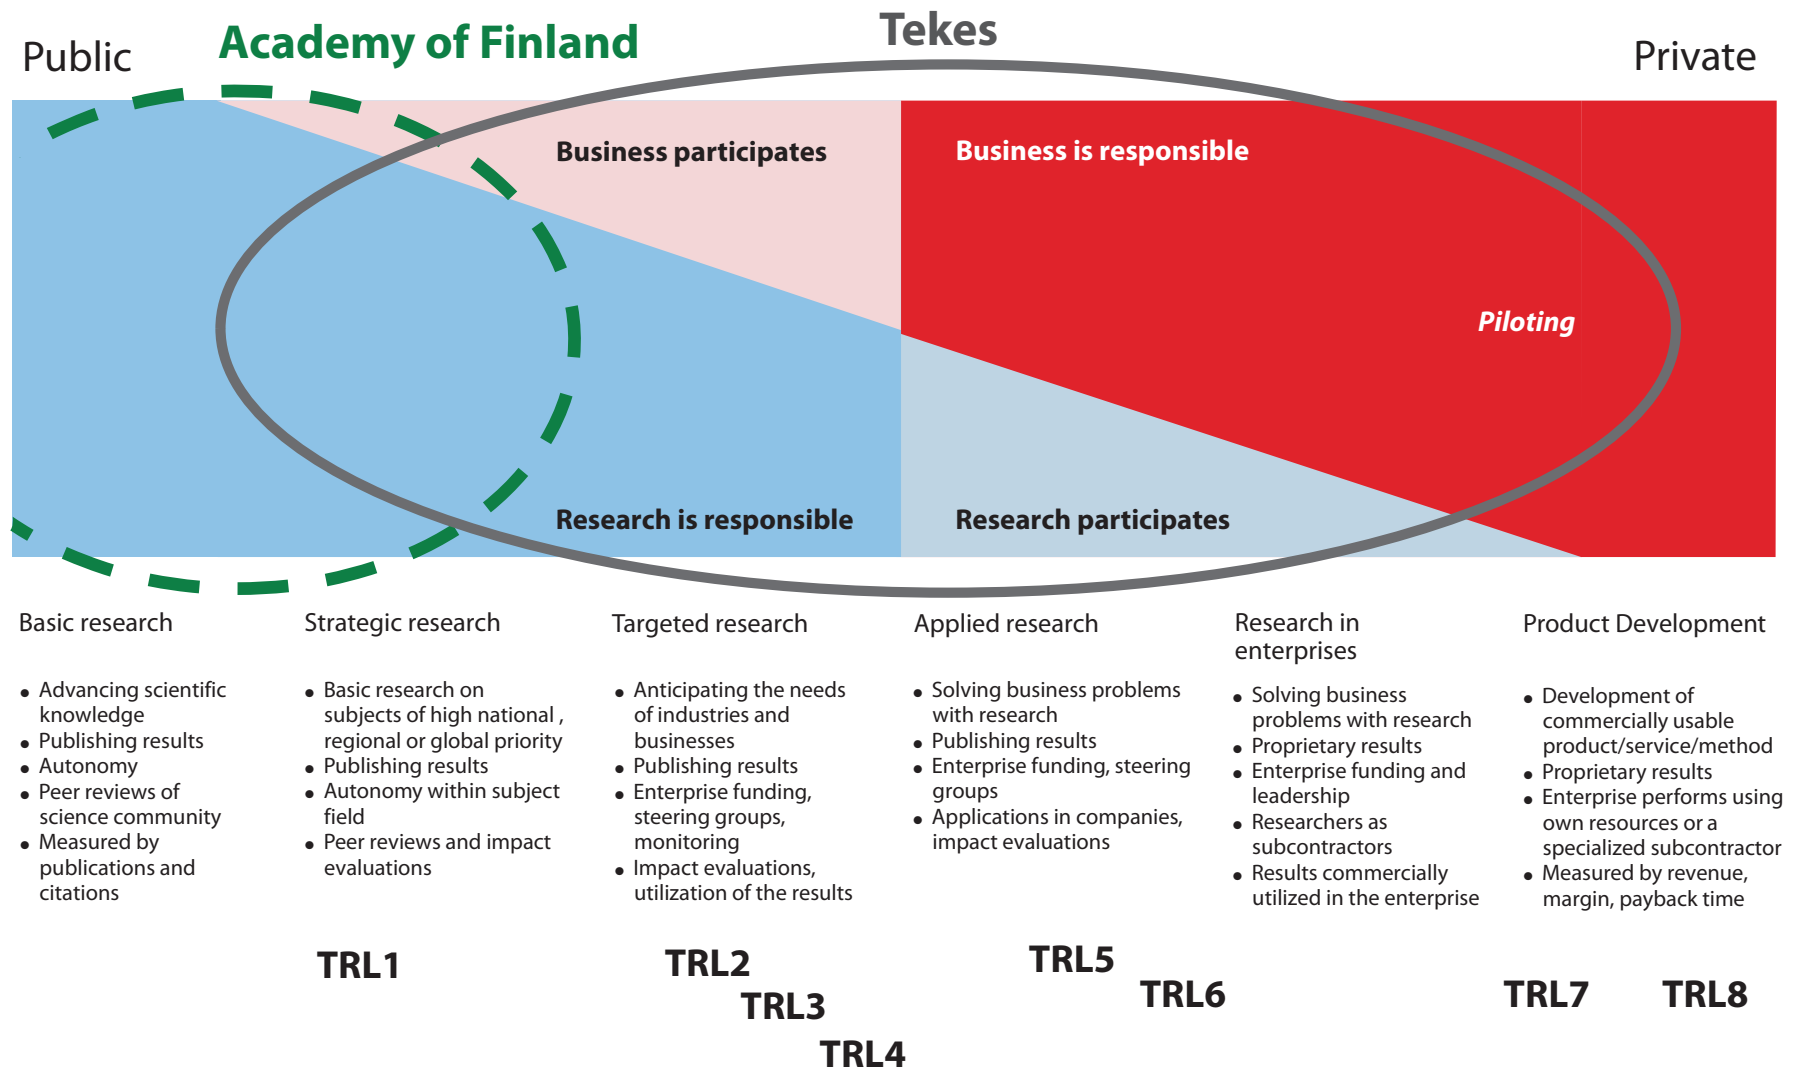 Public
Academy of Finland
Tekes
Private
Business participates
Business is responsible
Piloting
Research is responsible
Research participates
Basic research
• Advancing scientific
knowledge
• Publishing results
• Autonomy
• Peer reviews of
science community
• Measured by
publications and
citations
Strategic research
• Basic research on
subjects of high national ,
regional or global priority
• Publishing results
• Autonomy within subject
field
• Peer reviews and impact
evaluations
Targeted research
• Anticipating the needs
of industries and
businesses
• Publishing results
• Enterprise funding,
steering groups,
monitoring
• Impact evaluations,
utilization of the results
Applied research
• Solving business problems
with research
• Publishing results
• Enterprise funding, steering
groups
• Applications in companies,
impact evaluations
Research in
enterprises
• Solving business
problems with research
• Proprietary results
• Enterprise funding and
leadership
• Researchers as
subcontractors
• Results commercially
utilized in the enterprise
Product Development
• Development of
commercially usable
product/service/method
• Proprietary results
• Enterprise performs using
own resources or a
specialized subcontractor
• Measured by revenue,
margin, payback time
TRL1
TRL2
TRL3
TRL4
TRL5
TRL6
TRL7
TRL8